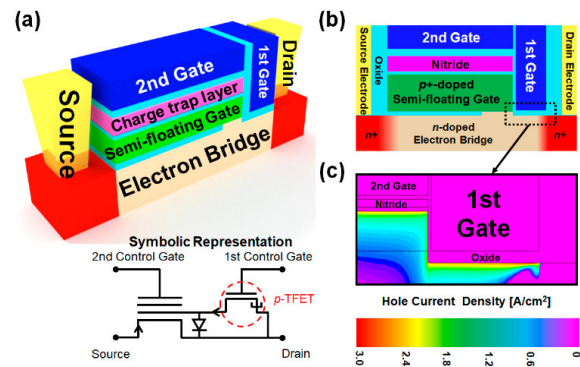 (a)
2nd Gate
1st Gate
Drain
Source
Charge trap layer
Semi-floating Gate
Electron Bridge
Symbolic Representation
2nd Control Gate
1st Control Gate
p-TFET
Source
Drain
(b)
Source Electrode
Oxide
2nd Gate
Nitride
p+-doped
Semi-floating Gate
1st Gate
Drain Electrode
n+
n-doped
Electron Bridge
n+
(c)
2nd Gate
Nitride
1st
Gate
Oxide
Hole Current Density [A/cm²]
3.0
2.4
1.8
1.2
0.6
0